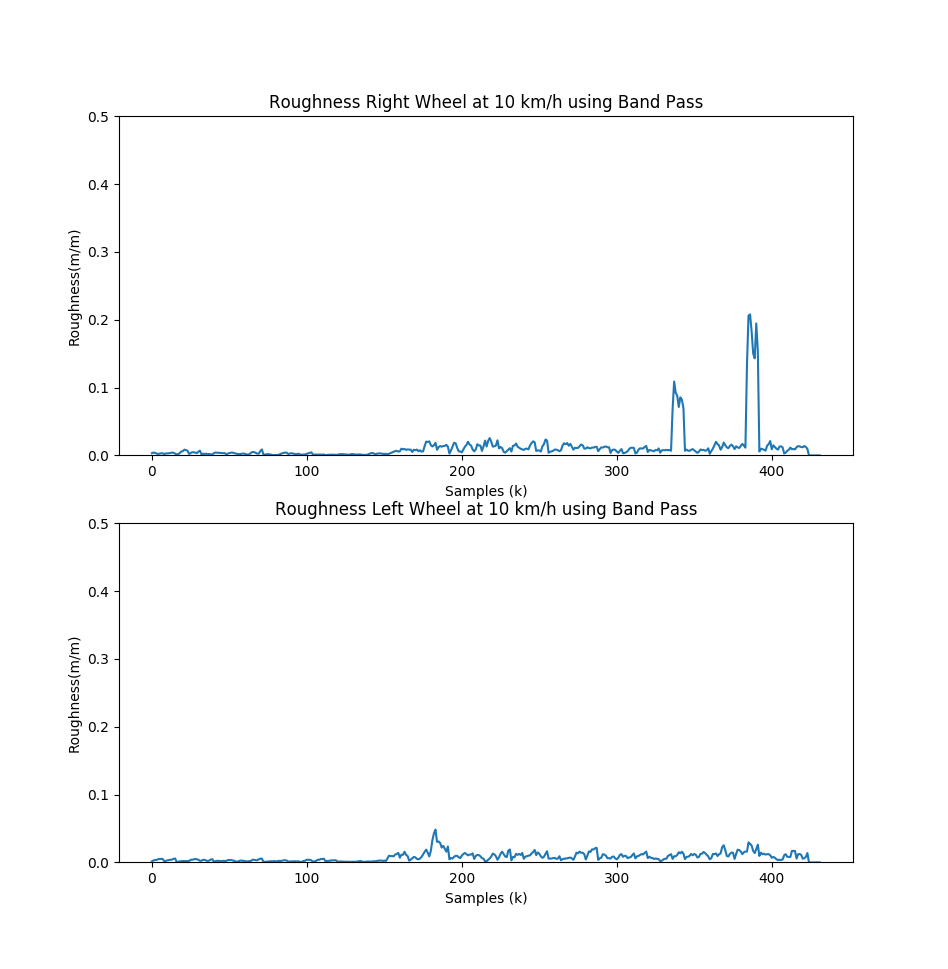 Roughness Right Wheel at 10 km/h using Band Pass
0.5
0.4
0.3
0.2
0.1
0.0
Roughness(m/m)
0 100 200 300 400
Samples (k)
Roughness Left Wheel at 10 km/h using Band Pass
0.5
0.4
0.3
0.2
0.1
0.0
Roughness(m/m)
0 100 200 300 400
Samples (k)